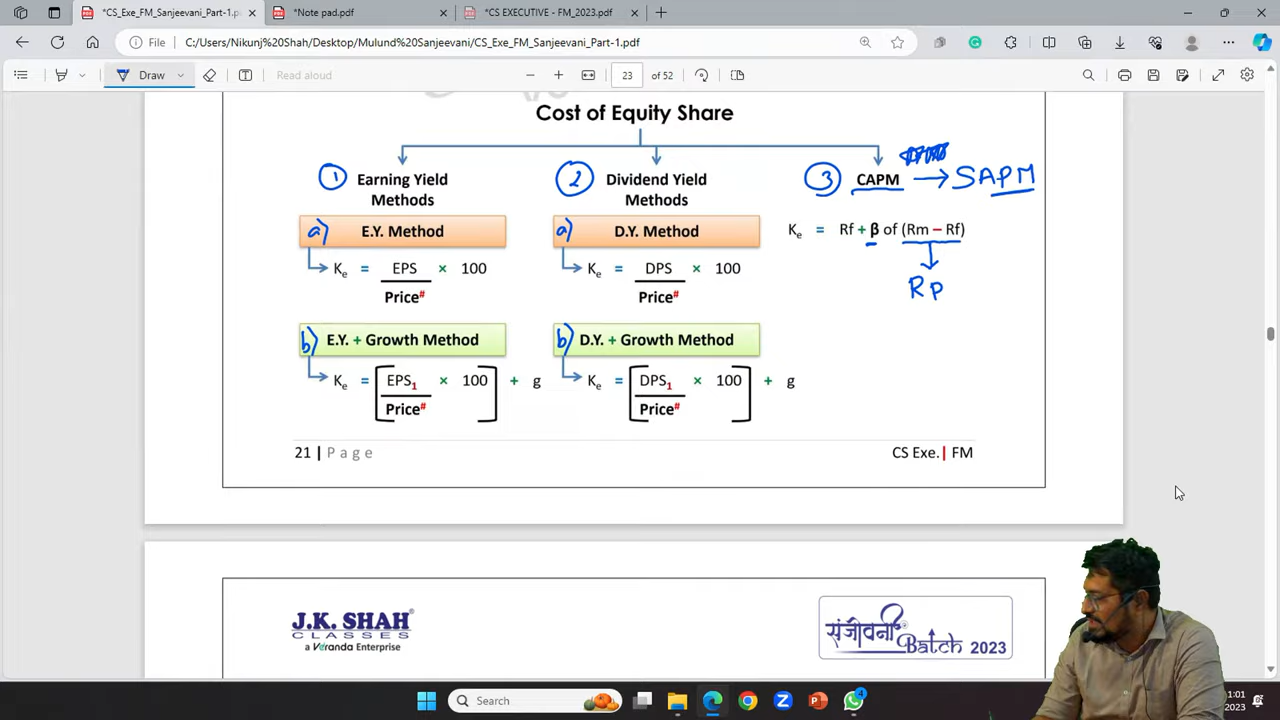 *CS_Exe_FM_Sanjeevani_Part-1.p
*Note pad.pdf
*CS EXECUTIVE - FM_2023.pdf
File
C:/Users/Nikunj%20Shah/Desktop/Mulund%20Sanjeevani/CS_Exe_FM_Sanjeevani_Part-1.pdf
Draw
Read aloud
23
of 52
Cost of Equity Share
1
Earning Yield
Methods
2
Dividend Yield
Methods
3
CAPM
SAPM
a)
E.Y. Method
a)
D.Y. Method
Ke = Rf + β of (Rm – Rf)
Rp
Ke = EPS × 100
Price#
Ke = DPS × 100
Price#
b)
E.Y. + Growth Method
b)
D.Y. + Growth Method
Ke = [EPS1 × 100] + g
Price#
Ke = [DPS1 × 100] + g
Price#
21 | Page
CS Exe.| FM
J.K. SHAH®
CLASSES
a Veranda Enterprise
संजीवनी
Batch 2023
Search
4
1:01
2023